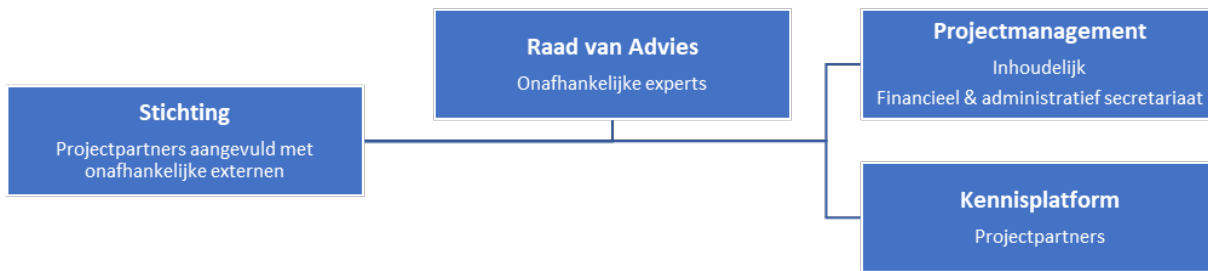 Stichting
Projectpartners aangevuld met
onafhankelijke externen
Raad van Advies
Onafhankelijke experts
Projectmanagement
Inhoudelijk
Financieel & administratief secretariaat
Kennisplatform
Projectpartners